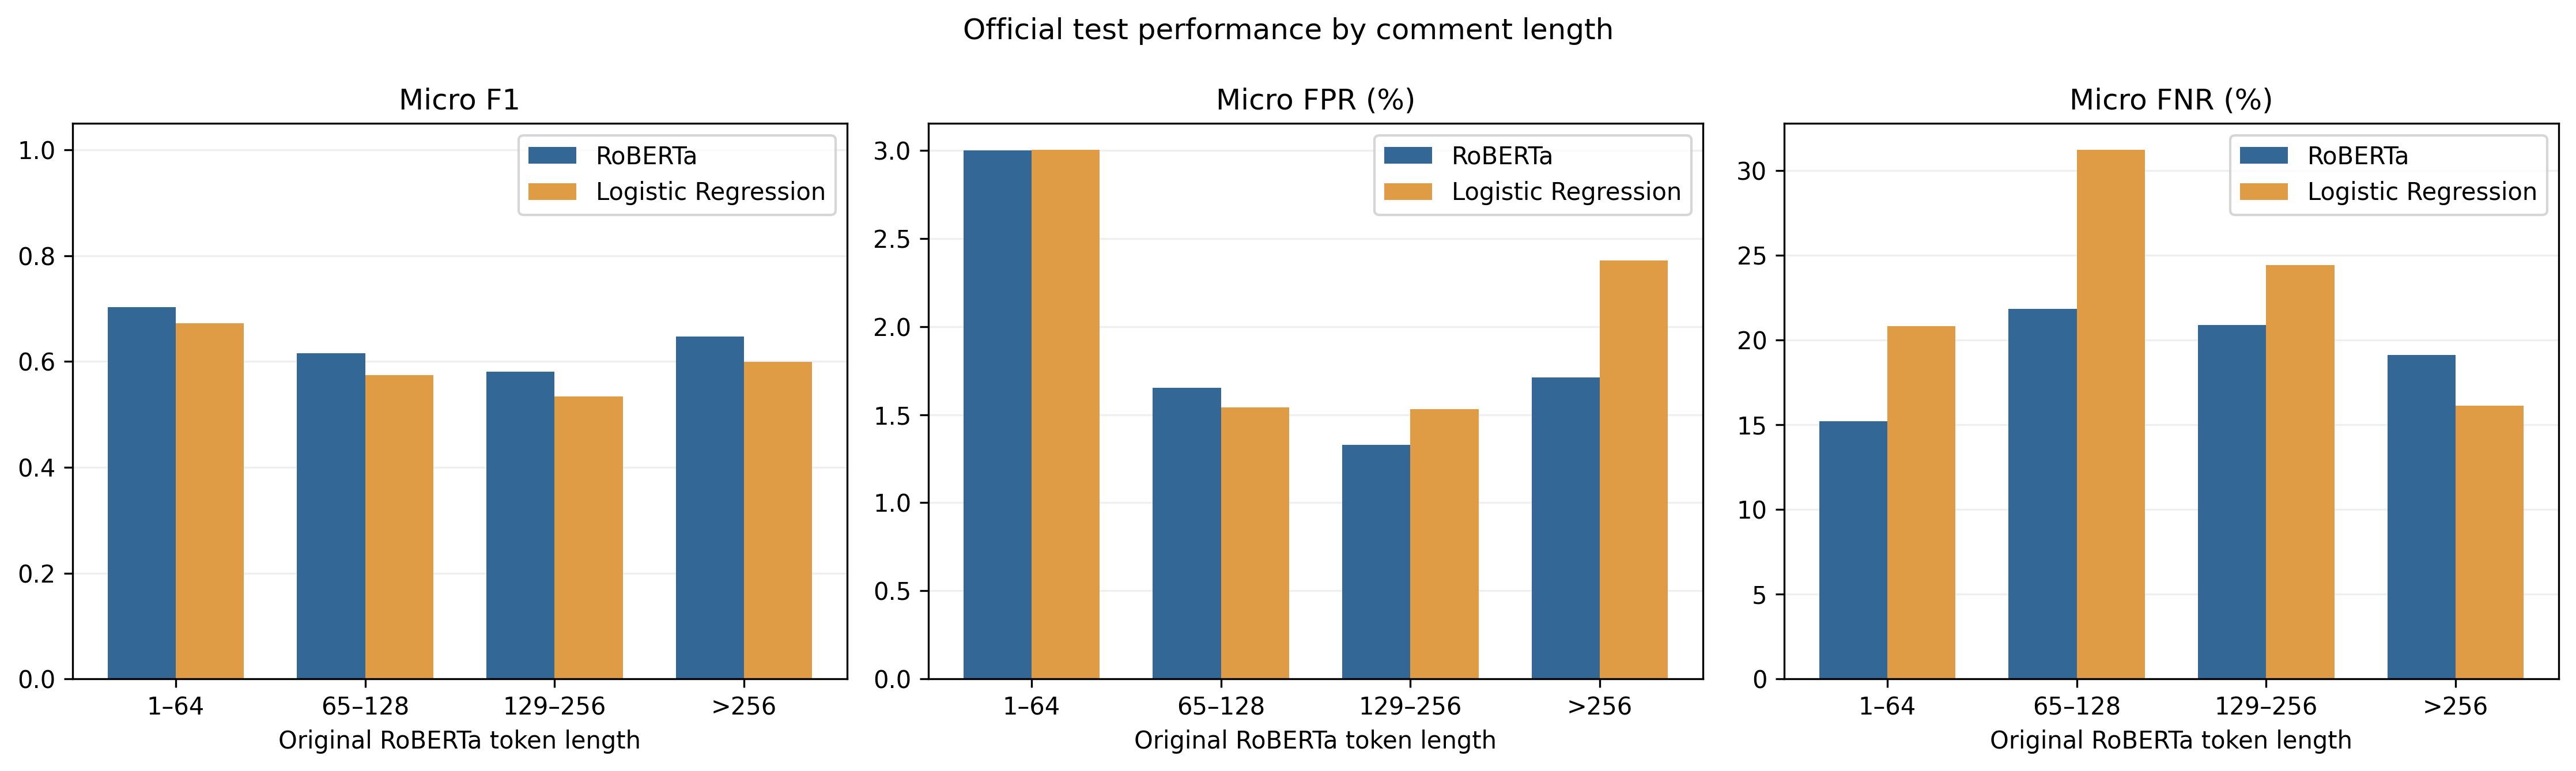 Official test performance by comment length
Micro F1
1.0
0.8
0.6
0.4
0.2
0.0
RoBERTa
Logistic Regression
1–64
65–128
129–256
>256
Original RoBERTa token length
Micro FPR (%)
3.0
2.5
2.0
1.5
1.0
0.5
0.0
RoBERTa
Logistic Regression
1–64
65–128
129–256
>256
Original RoBERTa token length
Micro FNR (%)
30
25
20
15
10
5
0
RoBERTa
Logistic Regression
1–64
65–128
129–256
>256
Original RoBERTa token length